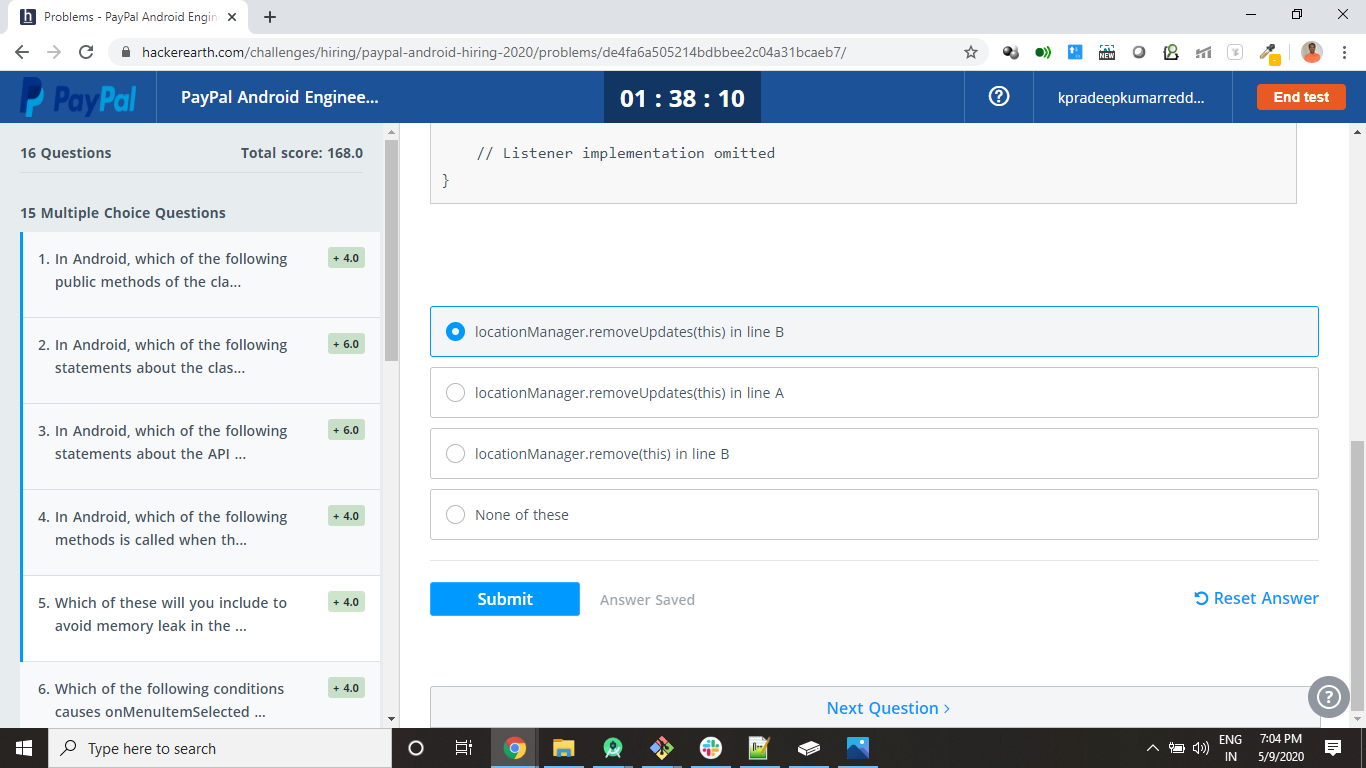 Problems - PayPal Android Engin
hackerearth.com/challenges/hiring/paypal-android-hiring-2020/problems/de4fa6a505214bdbbee2c04a31bcaeb7/
NEW
PayPal
PayPal Android Enginee...
01 : 38 : 10
kpradeepkumarredd...
End test
16 Questions
Total score: 168.0
15 Multiple Choice Questions
1. In Android, which of the following
public methods of the cla...
+ 4.0
2. In Android, which of the following
statements about the clas...
+ 6.0
3. In Android, which of the following
statements about the API ...
+ 6.0
4. In Android, which of the following
methods is called when th...
+ 4.0
5. Which of these will you include to
avoid memory leak in the ...
+ 4.0
6. Which of the following conditions
causes onMenuItemSelected ...
+ 4.0
// Listener implementation omitted
}
locationManager.removeUpdates(this) in line B
locationManager.removeUpdates(this) in line A
locationManager.remove(this) in line B
None of these
Submit
Answer Saved
Reset Answer
Next Question >
Type here to search
ENG
IN
7:04 PM
5/9/2020